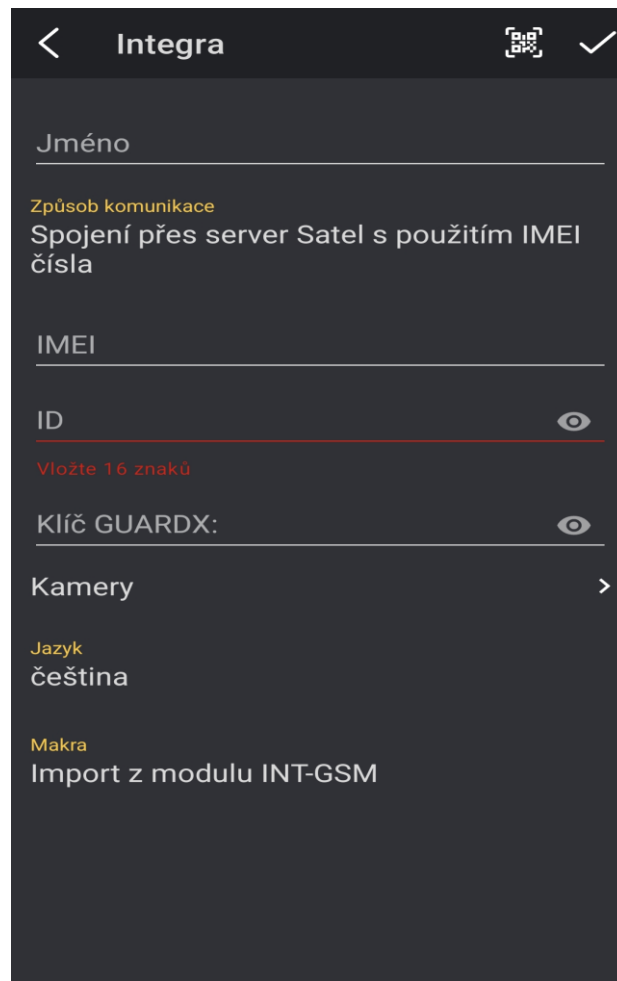 Integra
Jméno
Způsob komunikace
Spojení přes server Satel s použitím IMEI
čísla
IMEI
ID
Vložte 16 znaků
Klíč GUARDX:
Kamery
Jazyk
čeština
Makra
Import z modulu INT-GSM